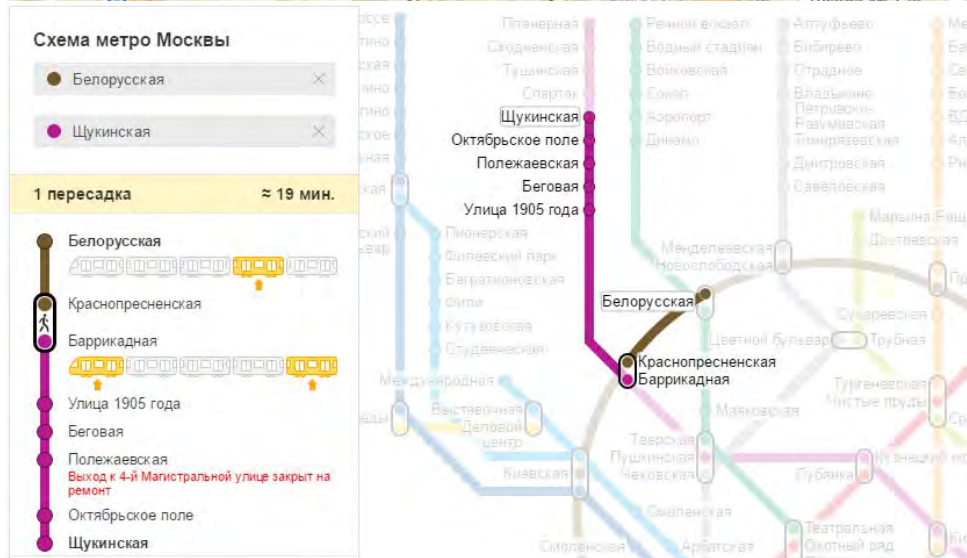 Схема метро Москвы
Белорусская
Щукинская
1 пересадка ≈ 19 мин.
Белорусская
Краснопресненская
Баррикадная
Улица 1905 года
Беговая
Полежаевская
Выход к 4-й Магистральной улице закрыт на
ремонт
Октябрьское поле
Щукинская
Планерная
Сходненская
Тушинская
Спартак
Щукинская
Октябрьское поле
Полежаевская
Беговая
Улица 1905 года
Речной вокзал
Водный стадион
Войковская
Сокол
Аэропорт
Динамо
Алтуфьево
Бибирево
Отрадное
Владыкино
Петровско-
Разумовская
Тимирязевская
Дмитровская
Савёловская
Марьина
Достоевская
Пионерская
Филевский парк
Багратионовская
Фили
Кутузовская
Студенческая
Международная
Выставочная
Деловой
центр
Киевская
Менделеевская
Новослободская
Белорусская
Краснопресненская
Баррикадная
Цветной бульвар
Трубная
Сухаревская
Тургеневская
Чистые пруды
Маяковская
Тверская
Пушкинская
Чеховская
Лубянка
Кузнецкий
Смоленская
Театральная
Охотный ряд
Смоленская
Арбатская